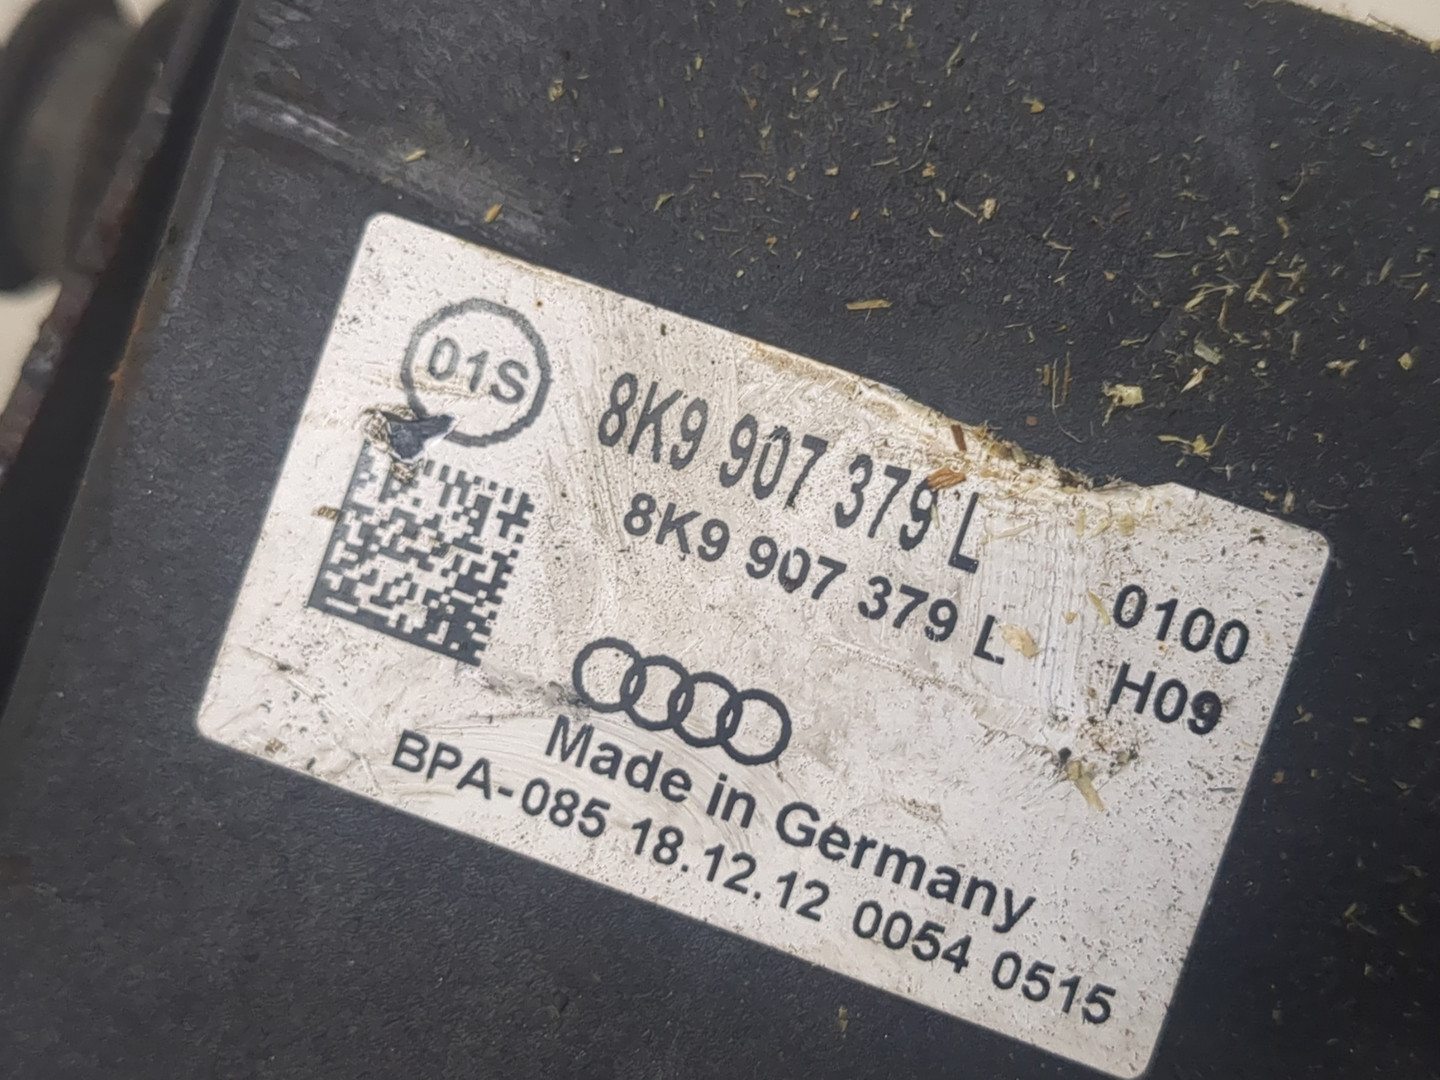 01S
8K9 907 379 L
8K9 907 379 L
0100
H09
Made in Germany
BPA-085 18.12.12 0054 0515